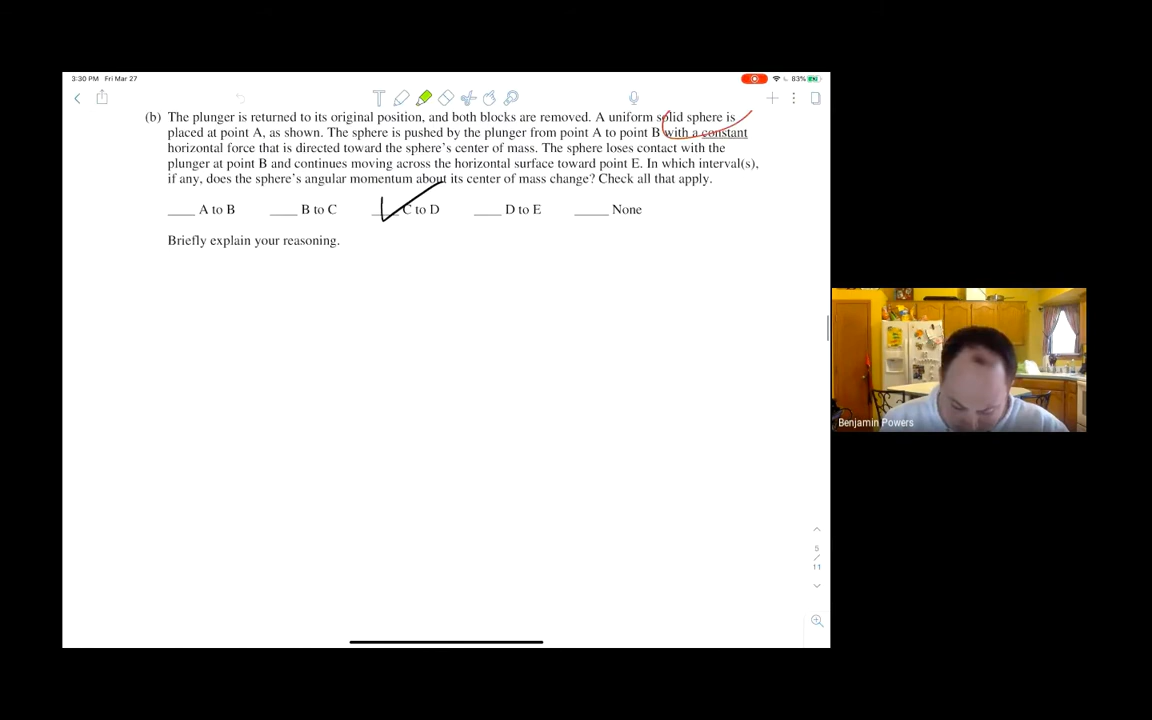 3:30 PM Fri Mar 27
83%
T
(b) The plunger is returned to its original position, and both blocks are removed. A uniform solid sphere is
placed at point A, as shown. The sphere is pushed by the plunger from point A to point B with a constant
horizontal force that is directed toward the sphere's center of mass. The sphere loses contact with the
plunger at point B and continues moving across the horizontal surface toward point E. In which interval(s),
if any, does the sphere's angular momentum about its center of mass change? Check all that apply.
____ A to B ____ B to C ____ C to D ____ D to E _____ None
Briefly explain your reasoning.
Benjamin Powers
5
/
11